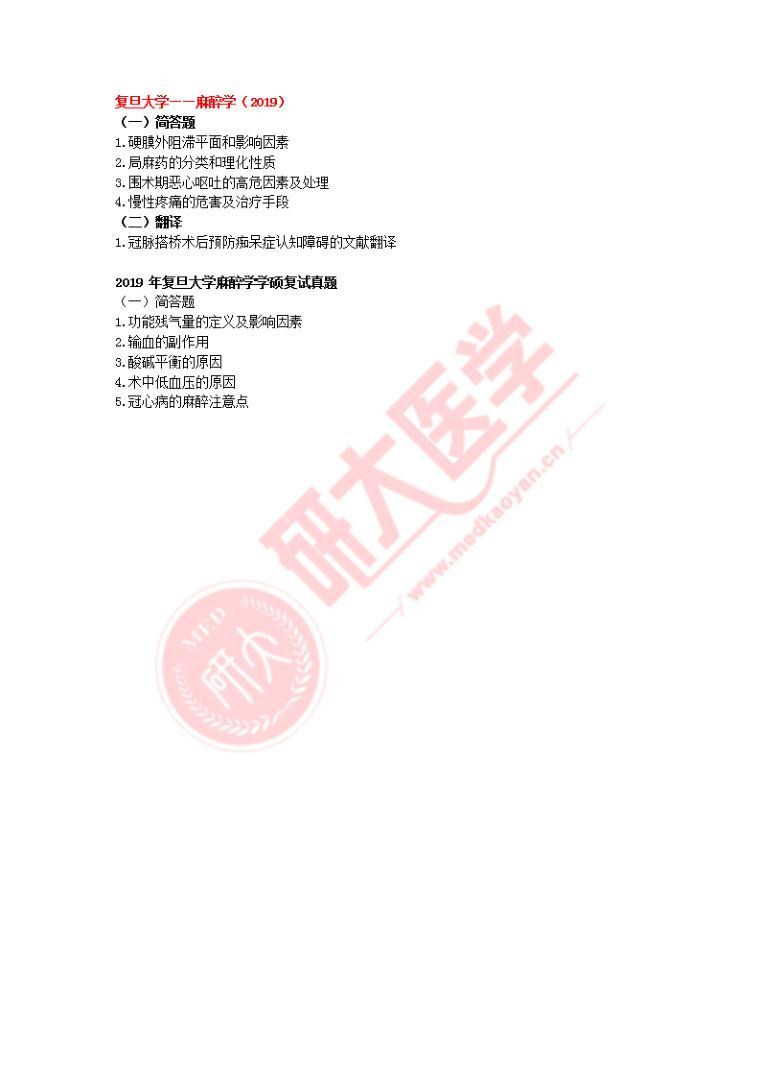 复旦大学——麻醉学（2019）
（一）简答题
1.硬膜外阻滞平面和影响因素
2.局麻药的分类和理化性质
3.围术期恶心呕吐的高危因素及处理
4.慢性疼痛的危害及治疗手段
（二）翻译
1.冠脉搭桥术后预防痴呆症认知障碍的文献翻译
2019 年复旦大学麻醉学学硕复试真题
（一）简答题
1.功能残气量的定义及影响因素
2.输血的副作用
3.酸碱平衡的原因
4.术中低血压的原因
5.冠心病的麻醉注意点
研大医学
www.medkaoyan.cn
MED
研大